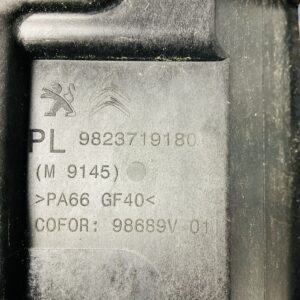 PL 9823719180
(M 9145)
>PA66 GF40<
COFOR: 98689V 01